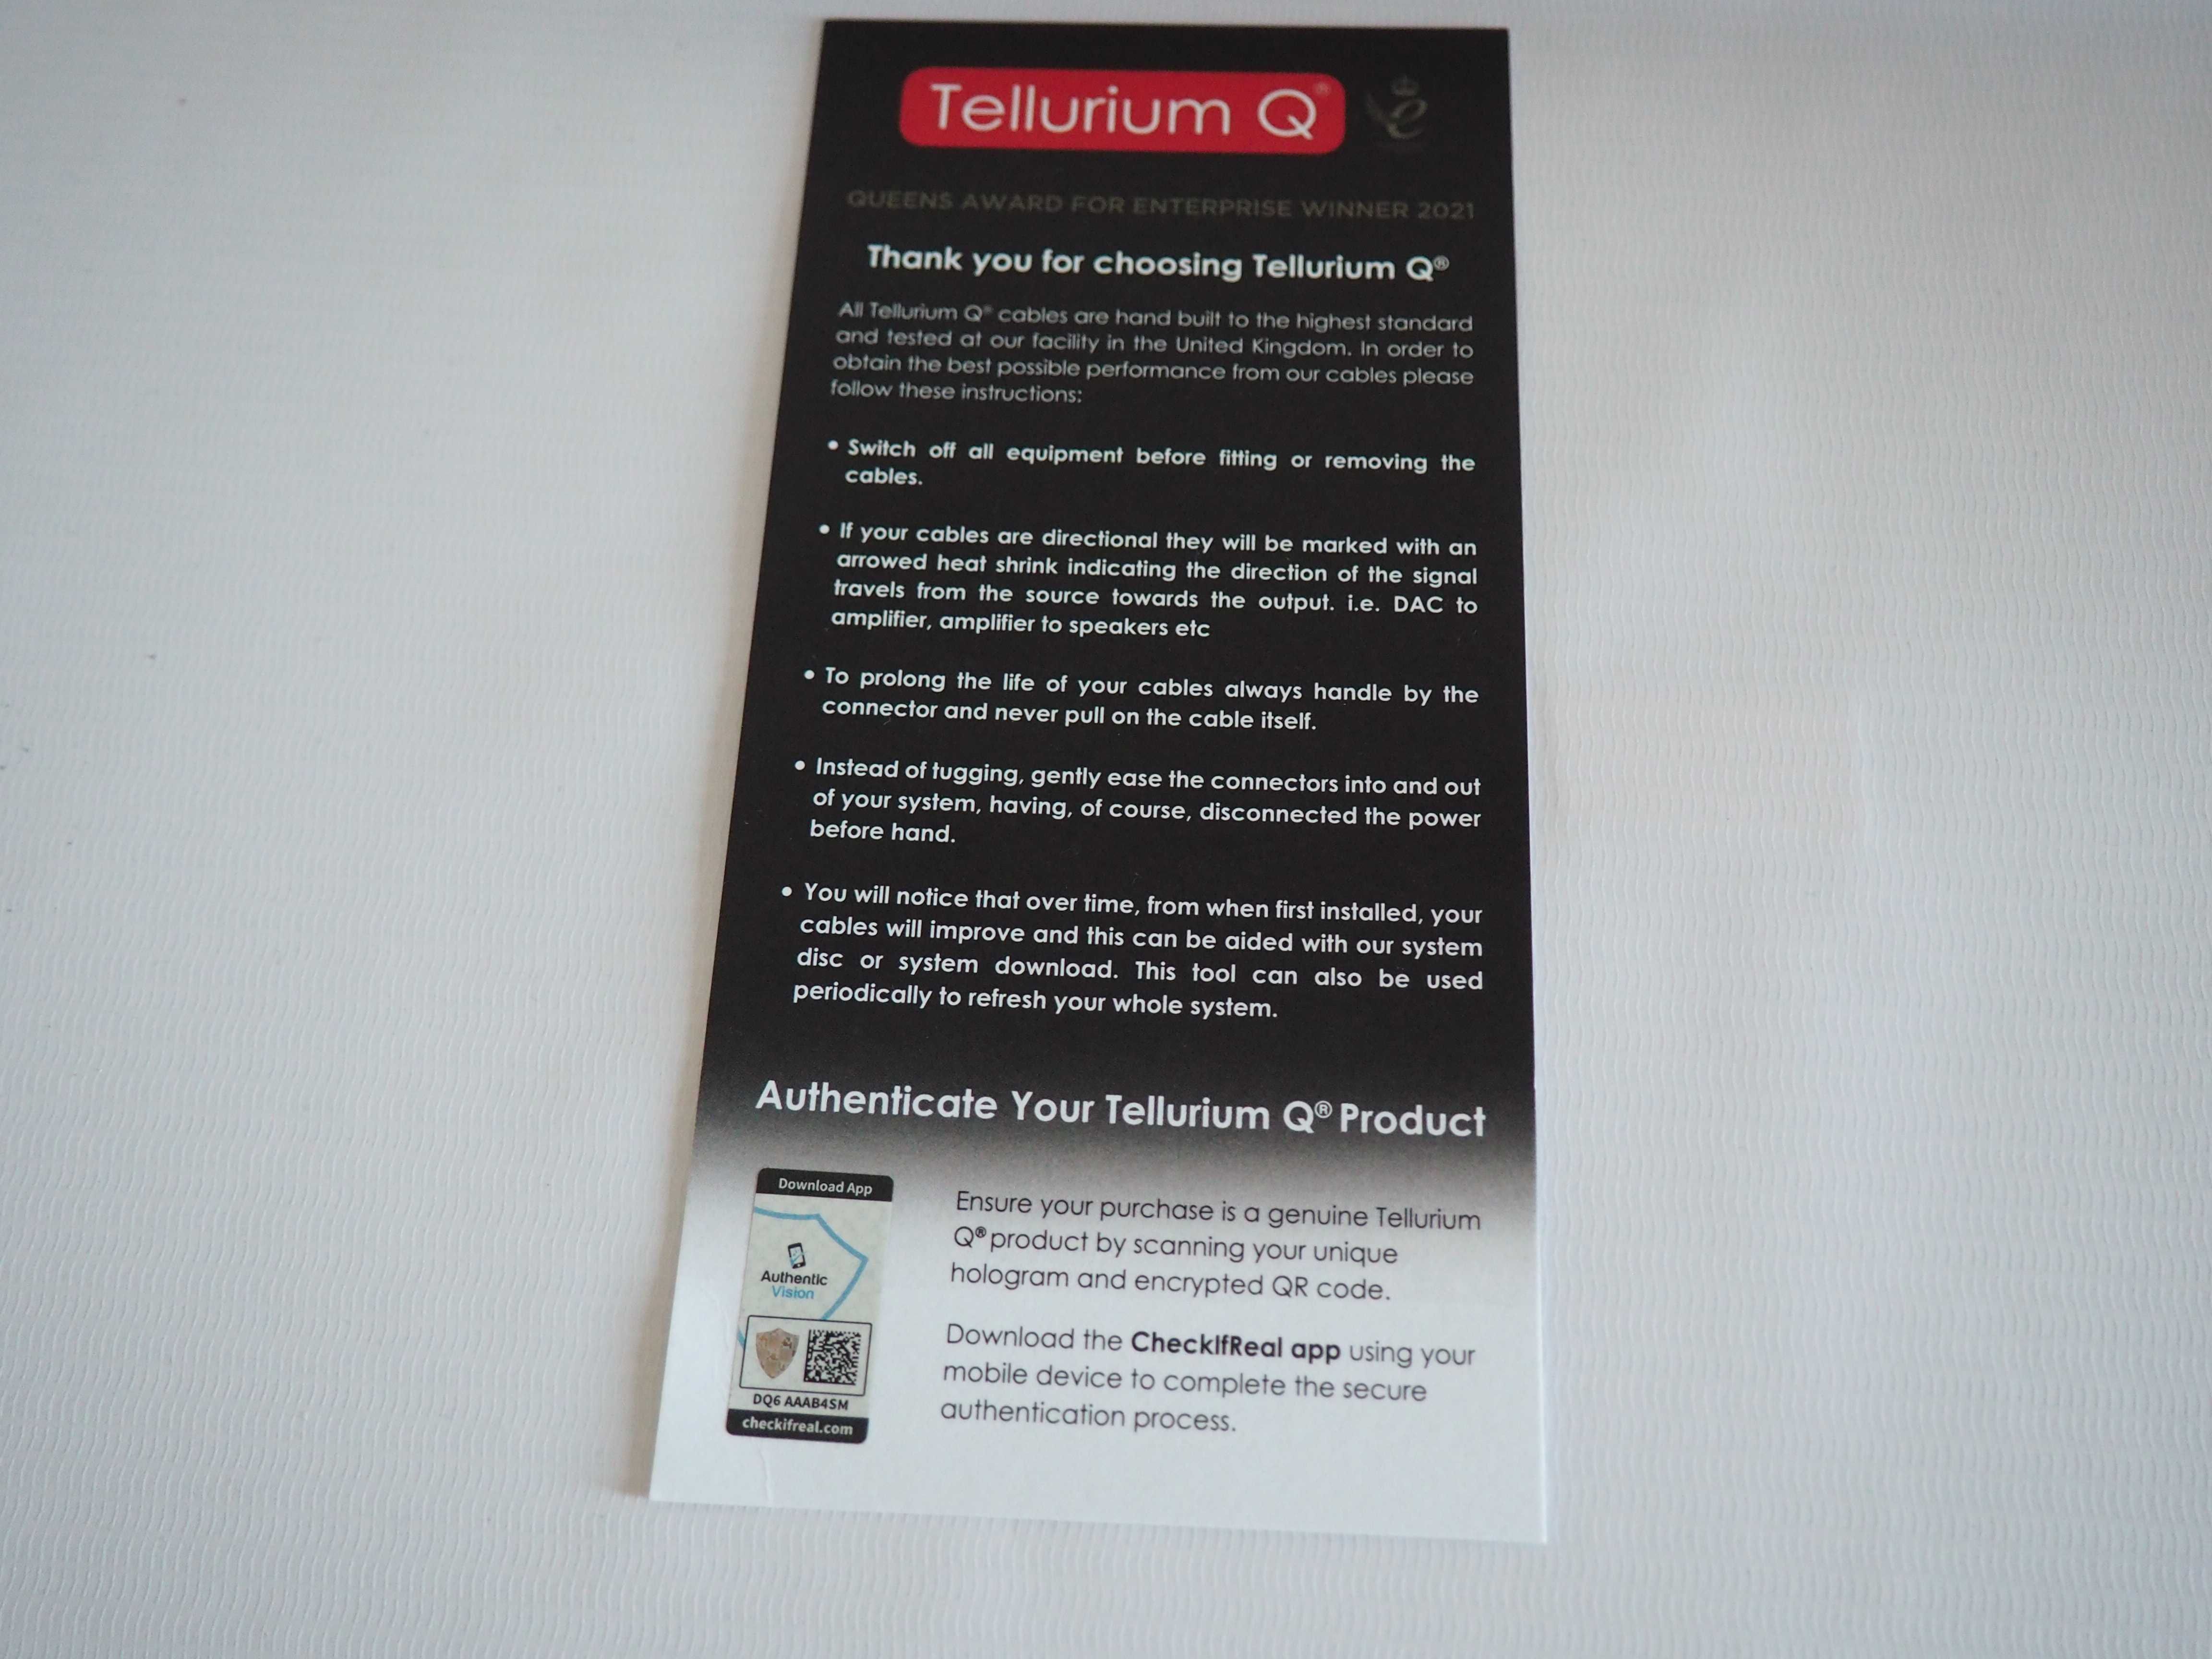 Tellurium Q®
QUEENS AWARD FOR ENTERPRISE WINNER 2021
Thank you for choosing Tellurium Q®
All Tellurium Q® cables are hand built to the highest standard
and tested at our facility in the United Kingdom. In order to
obtain the best possible performance from our cables please
follow these instructions:
• Switch off all equipment before fitting or removing the
cables.
• If your cables are directional they will be marked with an
arrowed heat shrink indicating the direction of the signal
travels from the source towards the output. i.e. DAC to
amplifier, amplifier to speakers etc
• To prolong the life of your cables always handle by the
connector and never pull on the cable itself.
• Instead of tugging, gently ease the connectors into and out
of your system, having, of course, disconnected the power
before hand.
• You will notice that over time, from when first installed, your
cables will improve and this can be aided with our system
disc or system download. This tool can also be used
periodically to refresh your whole system.
Authenticate Your Tellurium Q® Product
Download App
Authentic
Vision
DQ6 AAAB4SM
checkifreal.com
Ensure your purchase is a genuine Tellurium
Q® product by scanning your unique
hologram and encrypted QR code.
Download the CheckIfReal app using your
mobile device to complete the secure
authentication process.